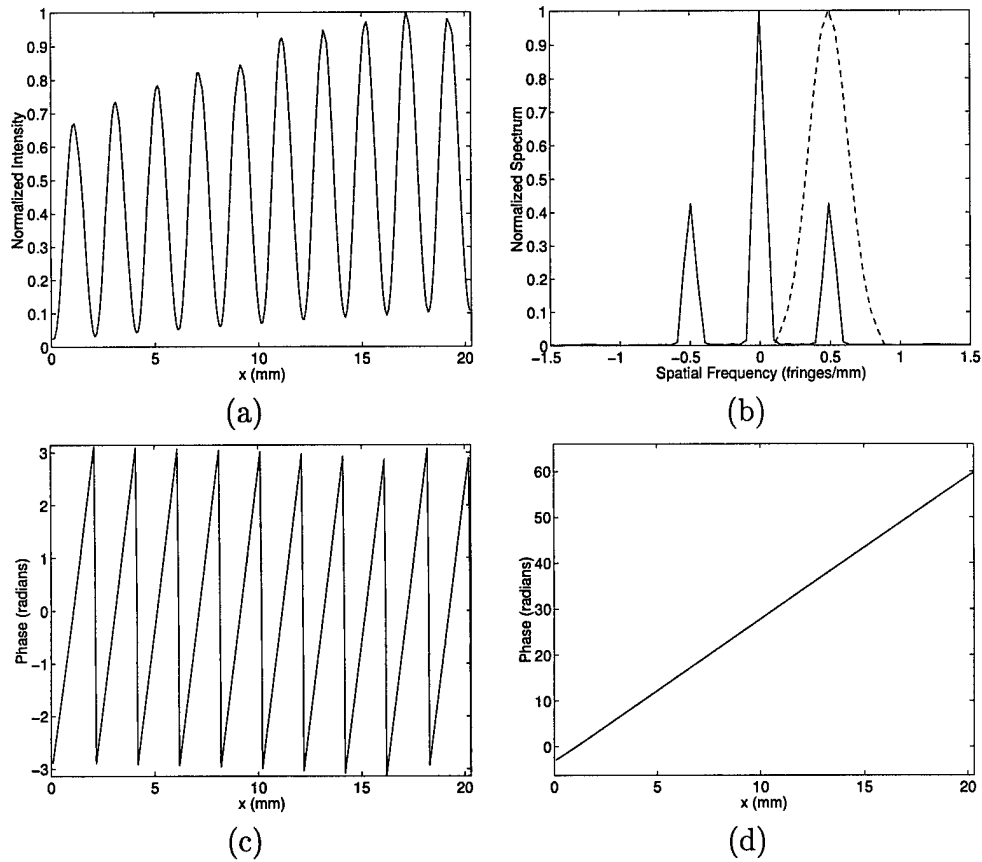 Normalized Intensity
1
0.9
0.8
0.7
0.6
0.5
0.4
0.3
0.2
0.1
0
0 5 10 15 20
x (mm)
(a)
Normalized Spectrum
1
0.9
0.8
0.7
0.6
0.5
0.4
0.3
0.2
0.1
0
−1.5 −1 −0.5 0 0.5 1 1.5
Spatial Frequency (fringes/mm)
(b)
Phase (radians)
3
2
1
0
−1
−2
−3
0 5 10 15 20
x (mm)
(c)
Phase (radians)
60
50
40
30
20
10
0
0 5 10 15 20
x (mm)
(d)